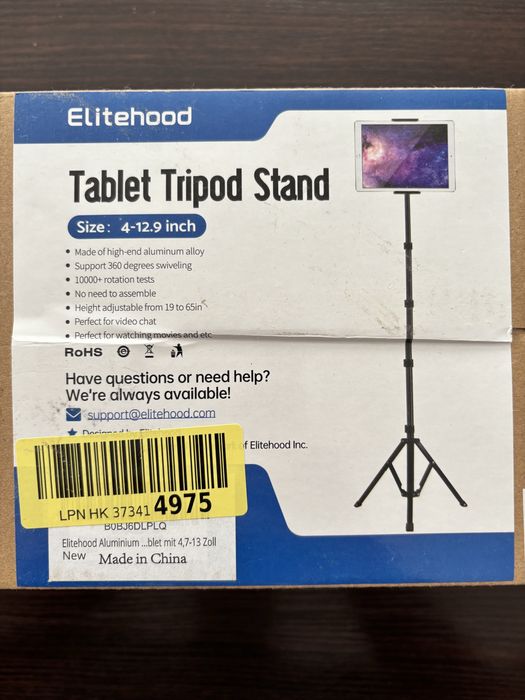 Elitehood
Tablet Tripod Stand
Size: 4-12.9 inch
• Made of high-end aluminum alloy
• Support 360 degrees swiveling
• 10000+ rotation tests
• No need to assemble
• Height adjustable from 19 to 65in
• Perfect for video chat
• Perfect for watching movies and etc
RoHS
Have questions or need help?
We're always available!
support@elitehood.com
of Elitehood Inc.
LPN HK 37341 4975
B0BJ6DLPLQ
Elitehood Aluminium ...blet mit 4,7-13 Zoll
New
Made in China